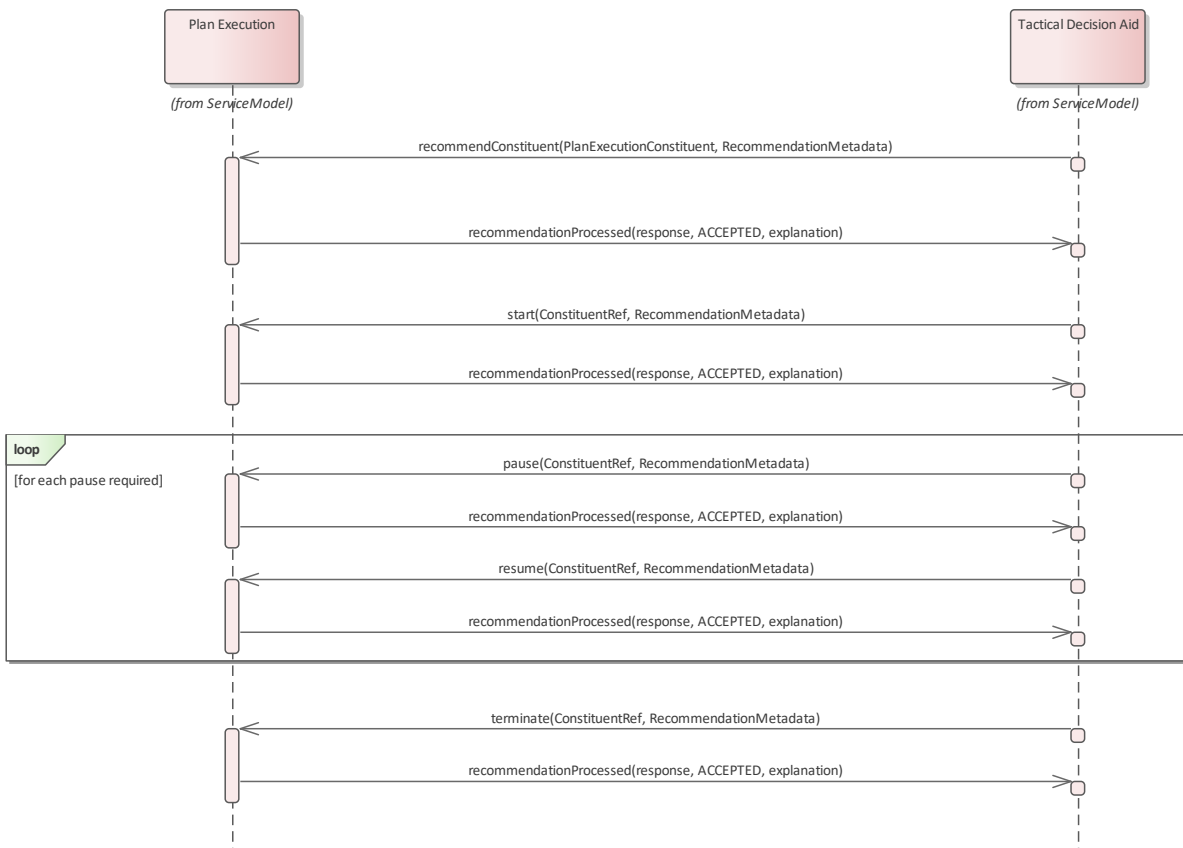 Plan Execution
Tactical Decision Aid
(from ServiceModel)
(from ServiceModel)
recommendConstituent(PlanExecutionConstituent, RecommendationMetadata)
recommendationProcessed(response, ACCEPTED, explanation)
start(ConstituentRef, RecommendationMetadata)
recommendationProcessed(response, ACCEPTED, explanation)
loop
[for each pause required]
pause(ConstituentRef, RecommendationMetadata)
recommendationProcessed(response, ACCEPTED, explanation)
resume(ConstituentRef, RecommendationMetadata)
recommendationProcessed(response, ACCEPTED, explanation)
terminate(ConstituentRef, RecommendationMetadata)
recommendationProcessed(response, ACCEPTED, explanation)